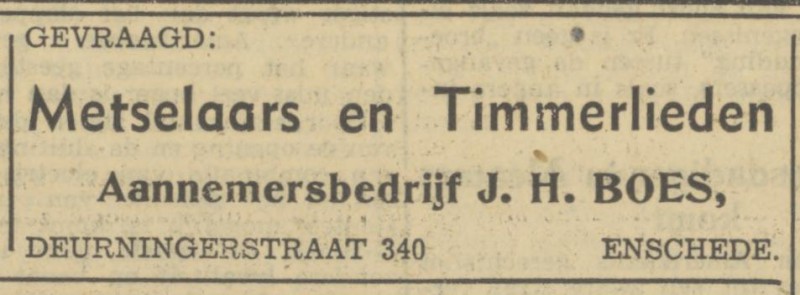 GEVRAAGD:
Metselaars en Timmerlieden
Aannemersbedrijf J. H. BOES,
DEURNINGERSTRAAT 340 ENSCHEDE.